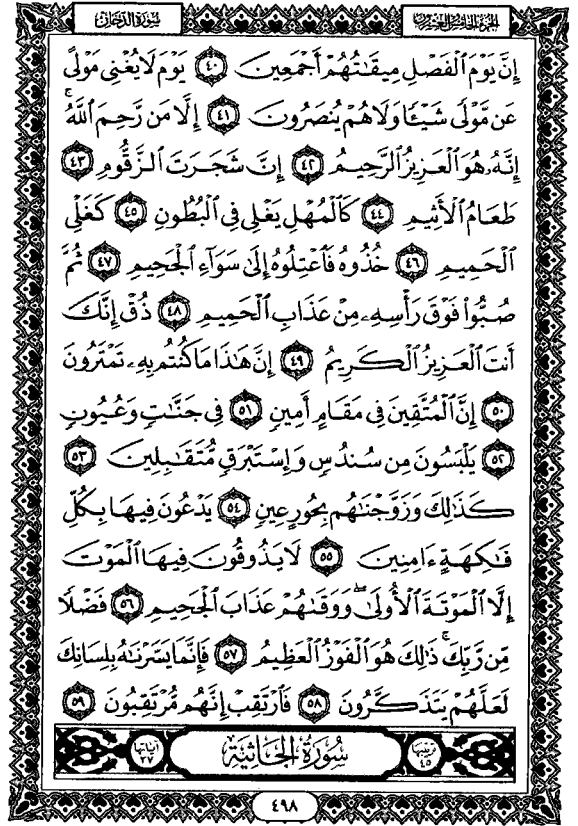 الجزء الخامس والعشرون سورة الدخان
إِنَّ يَوْمَ ٱلْفَصْلِ مِيقَـٰتُهُمْ أَجْمَعِينَ ٤٠ يَوْمَ لَا يُغْنِى مَوْلًى
عَن مَّوْلًى شَيْـًٔا وَلَا هُمْ يُنصَرُونَ ٤١ إِلَّا مَن رَّحِمَ ٱللَّهُ ۚ
إِنَّهُۥ هُوَ ٱلْعَزِيزُ ٱلرَّحِيمُ ٤٢ إِنَّ شَجَرَتَ ٱلزَّقُّومِ ٤٣
طَعَامُ ٱلْأَثِيمِ ٤٤ كَٱلْمُهْلِ يَغْلِى فِى ٱلْبُطُونِ ٤٥ كَغَلْىِ
ٱلْحَمِيمِ ٤٦ خُذُوهُ فَٱعْتِلُوهُ إِلَىٰ سَوَآءِ ٱلْجَحِيمِ ٤٧ ثُمَّ
صُبُّوا۟ فَوْقَ رَأْسِهِۦ مِنْ عَذَابِ ٱلْحَمِيمِ ٤٨ ذُقْ إِنَّكَ
أَنتَ ٱلْعَزِيزُ ٱلْكَرِيمُ ٤٩ إِنَّ هَـٰذَا مَا كُنتُم بِهِۦ تَمْتَرُونَ
٥٠ إِنَّ ٱلْمُتَّقِينَ فِى مَقَامٍ أَمِينٍ ٥١ فِى جَنَّـٰتٍ وَعُيُونٍ
٥٢ يَلْبَسُونَ مِن سُندُسٍ وَإِسْتَبْرَقٍ مُّتَقَـٰبِلِينَ ٥٣
كَذَٰلِكَ وَزَوَّجْنَـٰهُم بِحُورٍ عِينٍ ٥٤ يَدْعُونَ فِيهَا بِكُلِّ
فَـٰكِهَةٍ ءَامِنِينَ ٥٥ لَا يَذُوقُونَ فِيهَا ٱلْمَوْتَ
إِلَّا ٱلْمَوْتَةَ ٱلْأُولَىٰ ۖ وَوَقَىٰهُمْ عَذَابَ ٱلْجَحِيمِ ٥٦ فَضْلًا
مِّن رَّبِّكَ ۚ ذَٰلِكَ هُوَ ٱلْفَوْزُ ٱلْعَظِيمُ ٥٧ فَإِنَّمَا يَسَّرْنَـٰهُ بِلِسَانِكَ
لَعَلَّهُمْ يَتَذَكَّرُونَ ٥٨ فَٱرْتَقِبْ إِنَّهُم مُّرْتَقِبُونَ ٥٩
ترتيبها ٤٥ سُورَةُ الجَاثِيَةِ آياتها ٣٧
٤٩٨